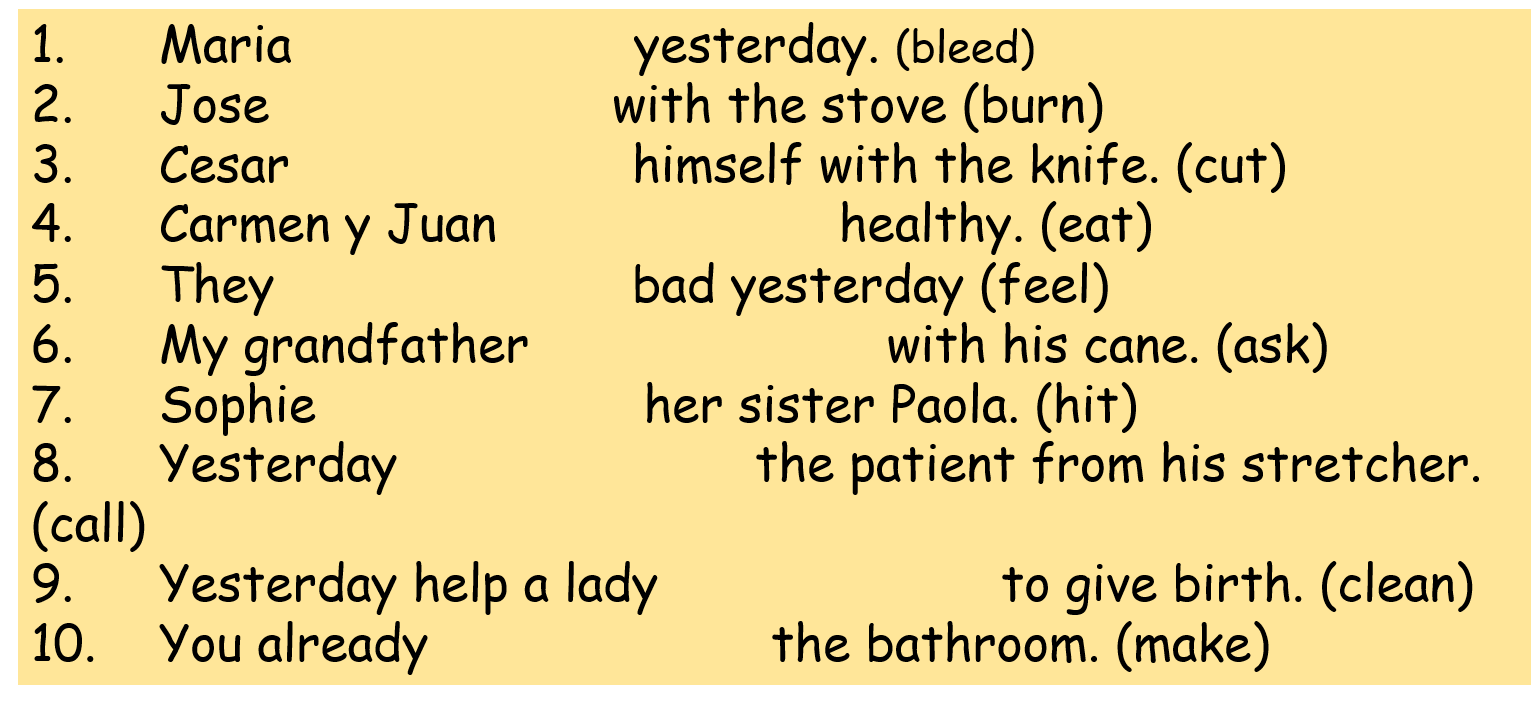 1. Maria yesterday. (bleed)
2. Jose with the stove (burn)
3. Cesar himself with the knife. (cut)
4. Carmen y Juan healthy. (eat)
5. They bad yesterday (feel)
6. My grandfather with his cane. (ask)
7. Sophie her sister Paola. (hit)
8. Yesterday the patient from his stretcher.
(call)
9. Yesterday help a lady to give birth. (clean)
10. You already the bathroom. (make)